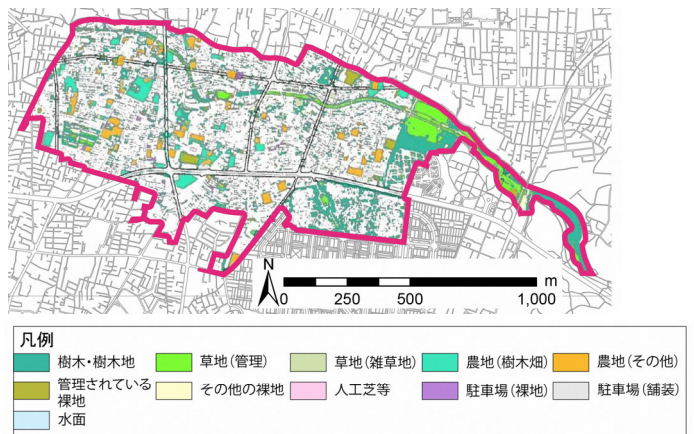 N
m
0 250 500 1,000
凡例
樹木・樹木地 草地(管理) 草地(雑草地) 農地(樹木畑) 農地(その他)
管理されている
裸地 その他の裸地 人工芝等 駐車場(裸地) 駐車場(舗装)
水面